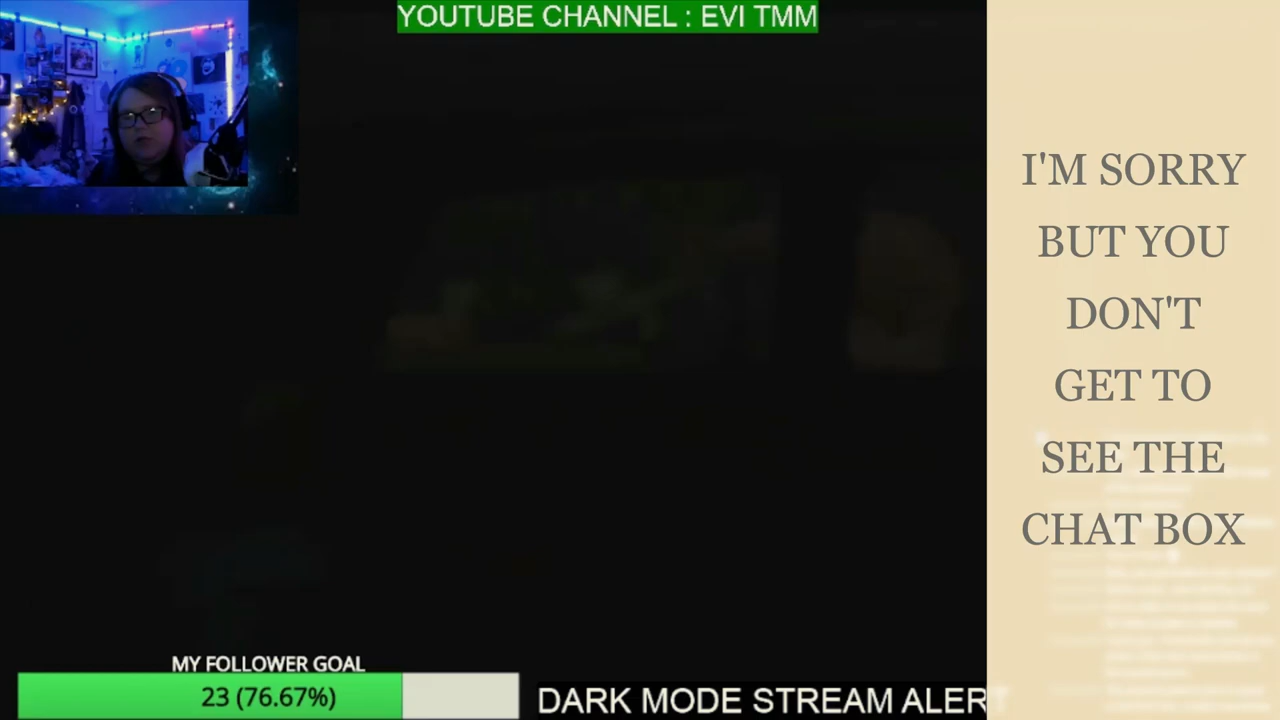 YOUTUBE CHANNEL : EVI TMM
I'M SORRY
BUT YOU
DON'T
GET TO
SEE THE
CHAT BOX
MY FOLLOWER GOAL
23 (76.67%)
DARK MODE STREAM ALER